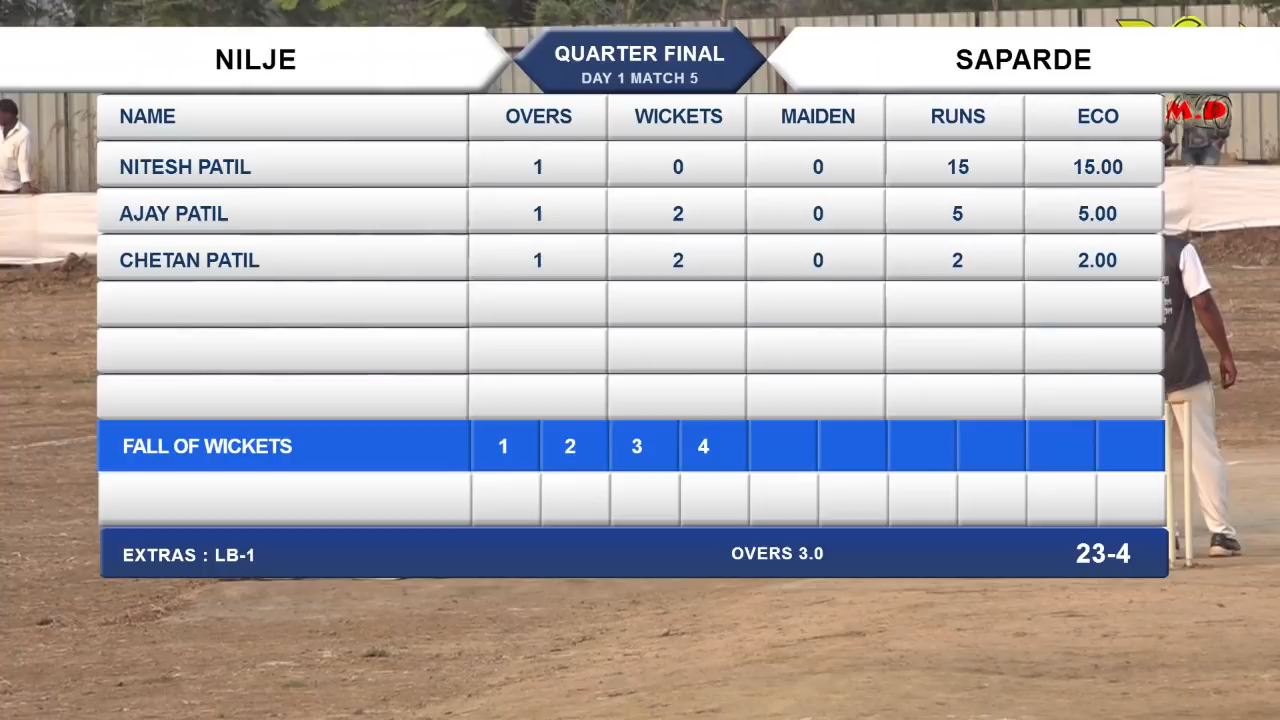 NILJE
QUARTER FINAL
DAY 1 MATCH 5
SAPARDE
NAME OVERS WICKETS MAIDEN RUNS ECO
M.D
NITESH PATIL 1 0 0 15 15.00
AJAY PATIL 1 2 0 5 5.00
CHETAN PATIL 1 2 0 2 2.00
FALL OF WICKETS 1 2 3 4
EXTRAS : LB-1 OVERS 3.0 23-4